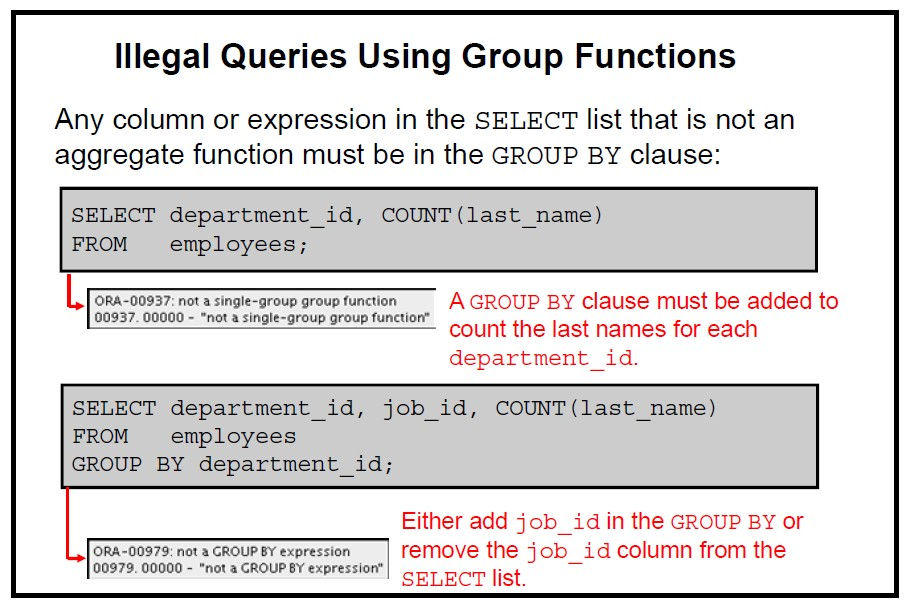 Illegal Queries Using Group Functions
Any column or expression in the SELECT list that is not an
aggregate function must be in the GROUP BY clause:
SELECT department_id, COUNT(last_name)
FROM   employees;
ORA-00937: not a single-group group function
00937. 00000 - "not a single-group group function"
A GROUP BY clause must be added to
count the last names for each
department_id.
SELECT department_id, job_id, COUNT(last_name)
FROM   employees
GROUP BY department_id;
ORA-00979: not a GROUP BY expression
00979. 00000 - "not a GROUP BY expression"
Either add job_id in the GROUP BY or
remove the job_id column from the
SELECT list.